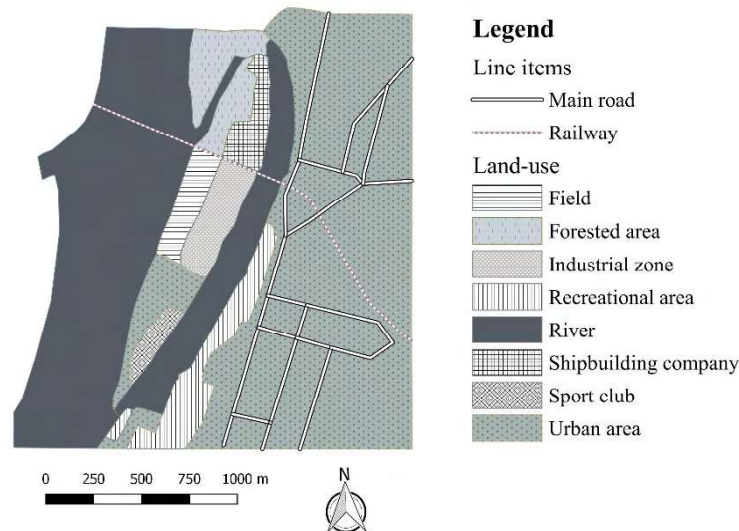 Legend
Line items
Main road
Railway
Land-use
Field
Forested area
Industrial zone
Recreational area
River
Shipbuilding company
Sport club
Urban area
0 250 500 750 1000 m
N